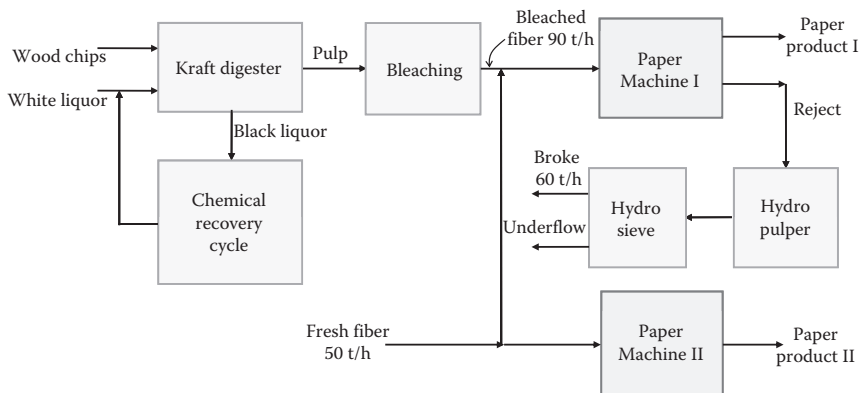 Wood chips
White liquor
Kraft digester
Pulp
Bleaching
Bleached
fiber 90 t/h
Paper
Machine I
Paper
product I
Reject
Black liquor
Chemical
recovery
cycle
Broke
60 t/h
Underflow
Hydro
sieve
Hydro
pulper
Fresh fiber
50 t/h
Paper
Machine II
Paper
product II